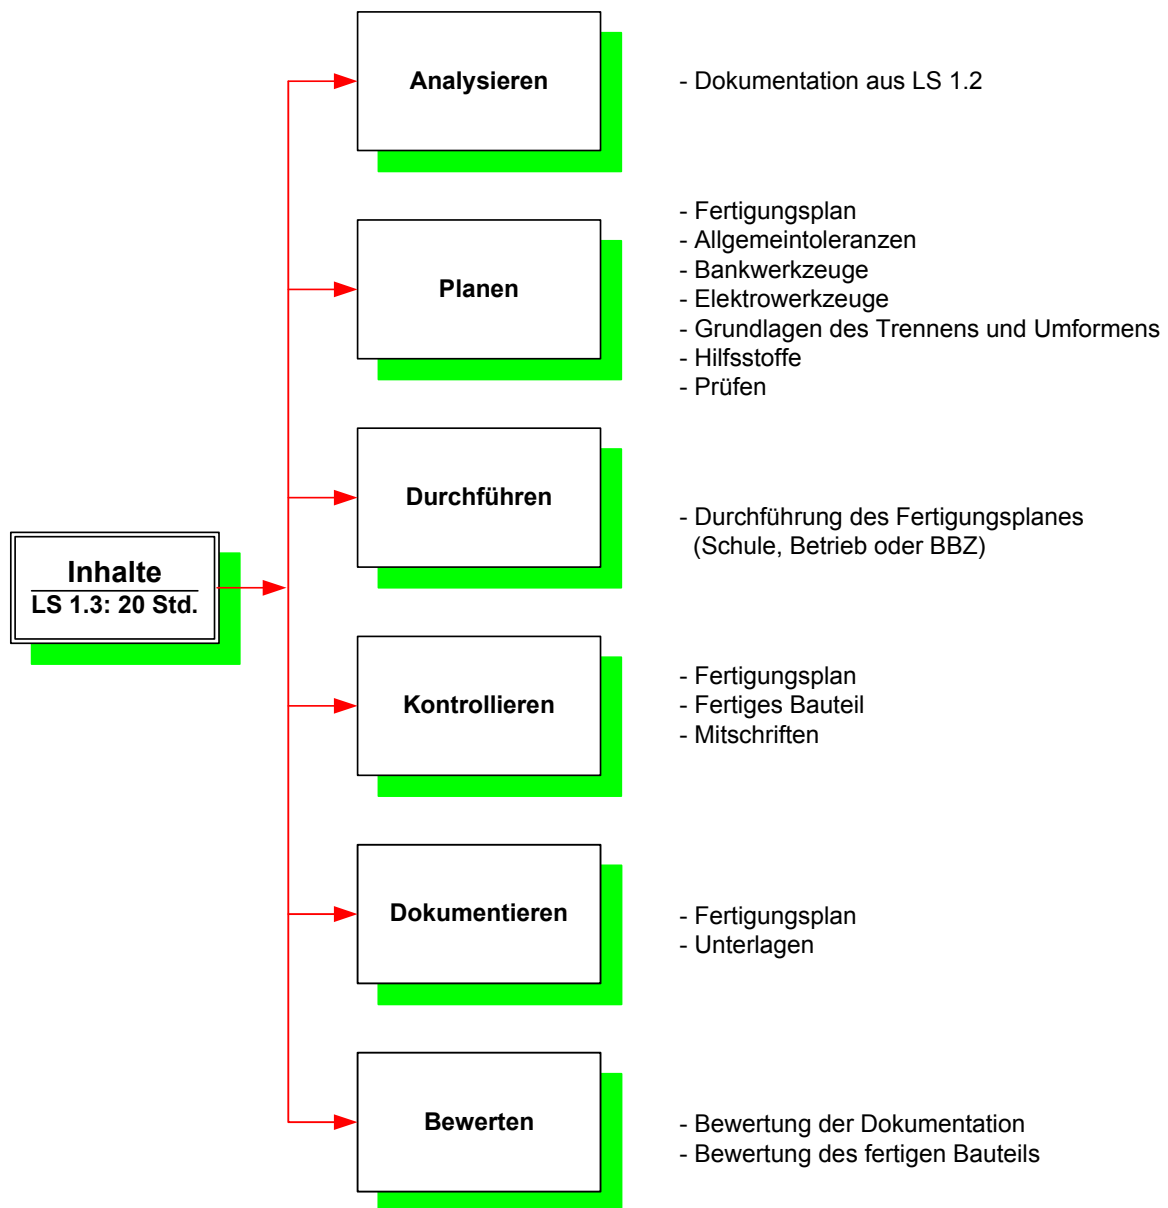 Analysieren
- Dokumentation aus LS 1.2
Planen
- Fertigungsplan
- Allgemeintoleranzen
- Bankwerkzeuge
- Elektrowerkzeuge
- Grundlagen des Trennens und Umformens
- Hilfsstoffe
- Prüfen
Durchführen
- Durchführung des Fertigungsplanes
(Schule, Betrieb oder BBZ)
Inhalte
LS 1.3: 20 Std.
Kontrollieren
- Fertigungsplan
- Fertiges Bauteil
- Mitschriften
Dokumentieren
- Fertigungsplan
- Unterlagen
Bewerten
- Bewertung der Dokumentation
- Bewertung des fertigen Bauteils